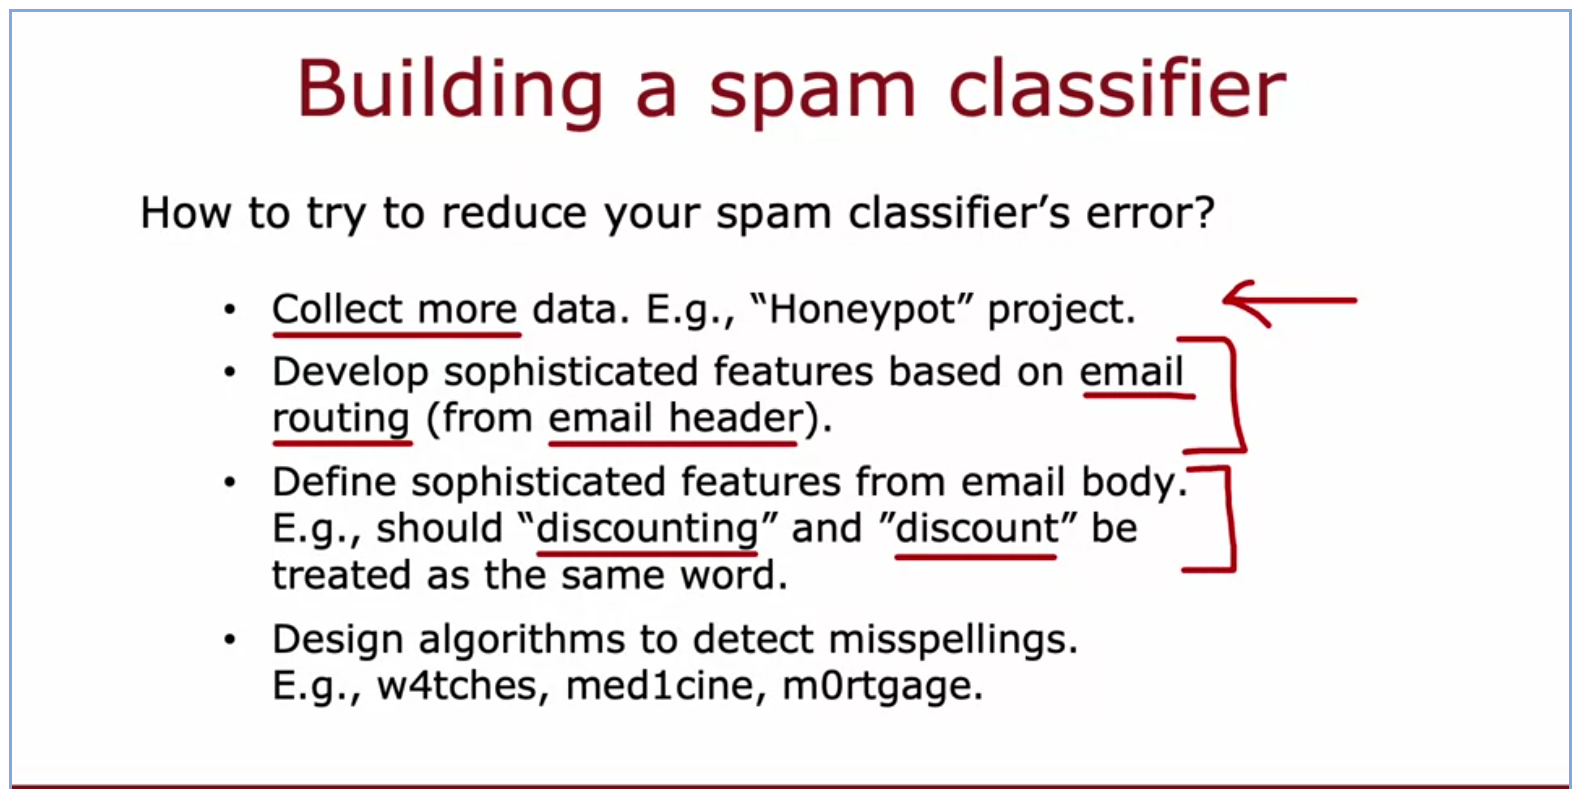 Building a spam classifier
How to try to reduce your spam classifier’s error?
• Collect more data. E.g., “Honeypot” project.
• Develop sophisticated features based on email
routing (from email header).
• Define sophisticated features from email body.
E.g., should “discounting” and ”discount” be
treated as the same word.
• Design algorithms to detect misspellings.
E.g., w4tches, med1cine, m0rtgage.